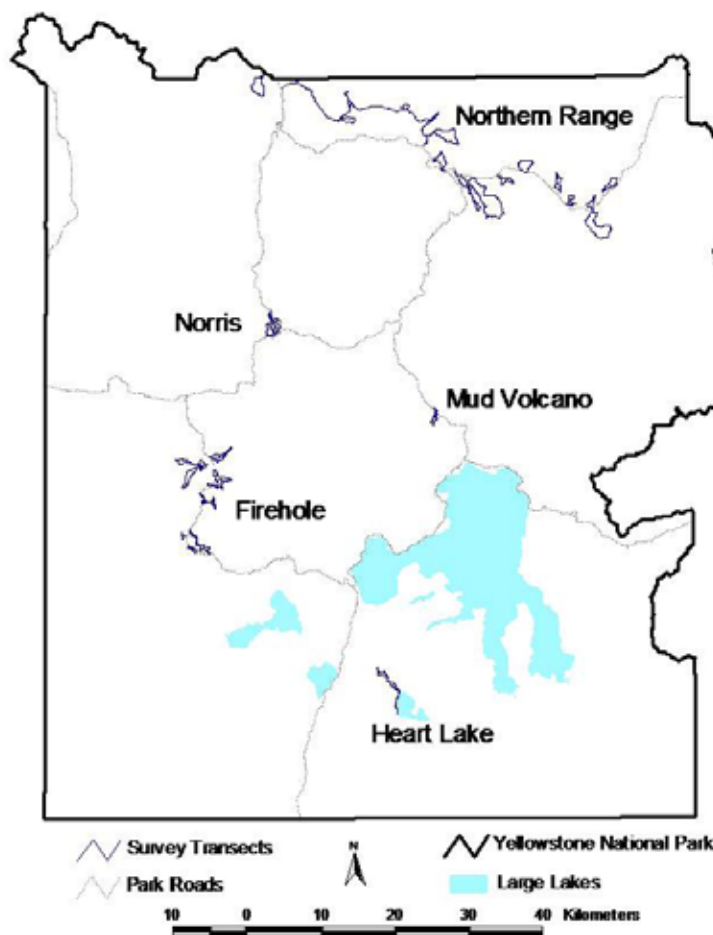 Northern Range
Norris
Mud Volcano
Firehole
Heart Lake
Survey Transects
N
Yellowstone National Park
Park Roads
Large Lakes
10 0 10 20 30 40 Kilometers